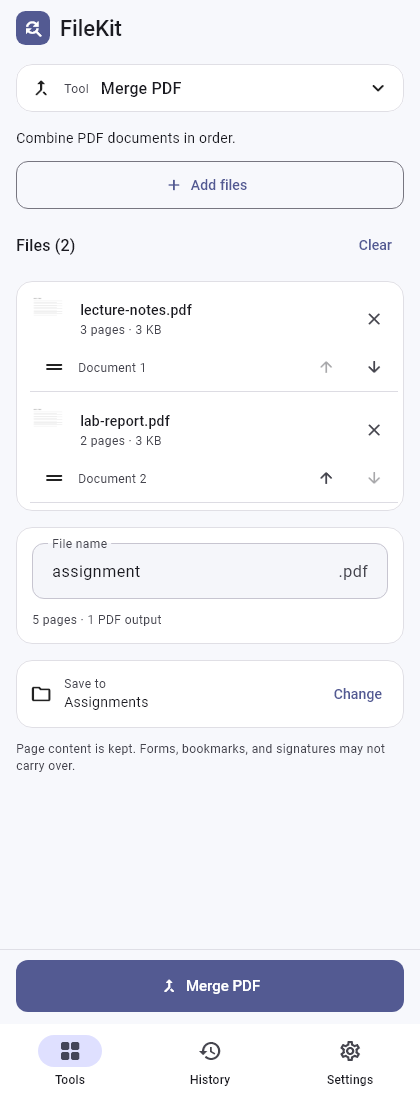 FileKit
Tool Merge PDF
Combine PDF documents in order.
Add files
Files (2)
Clear
lecture-notes.pdf
3 pages · 3 KB
Document 1
lab-report.pdf
2 pages · 3 KB
Document 2
File name
assignment .pdf
5 pages · 1 PDF output
Save to
Assignments
Change
Page content is kept. Forms, bookmarks, and signatures may not
carry over.
Merge PDF
Tools History Settings